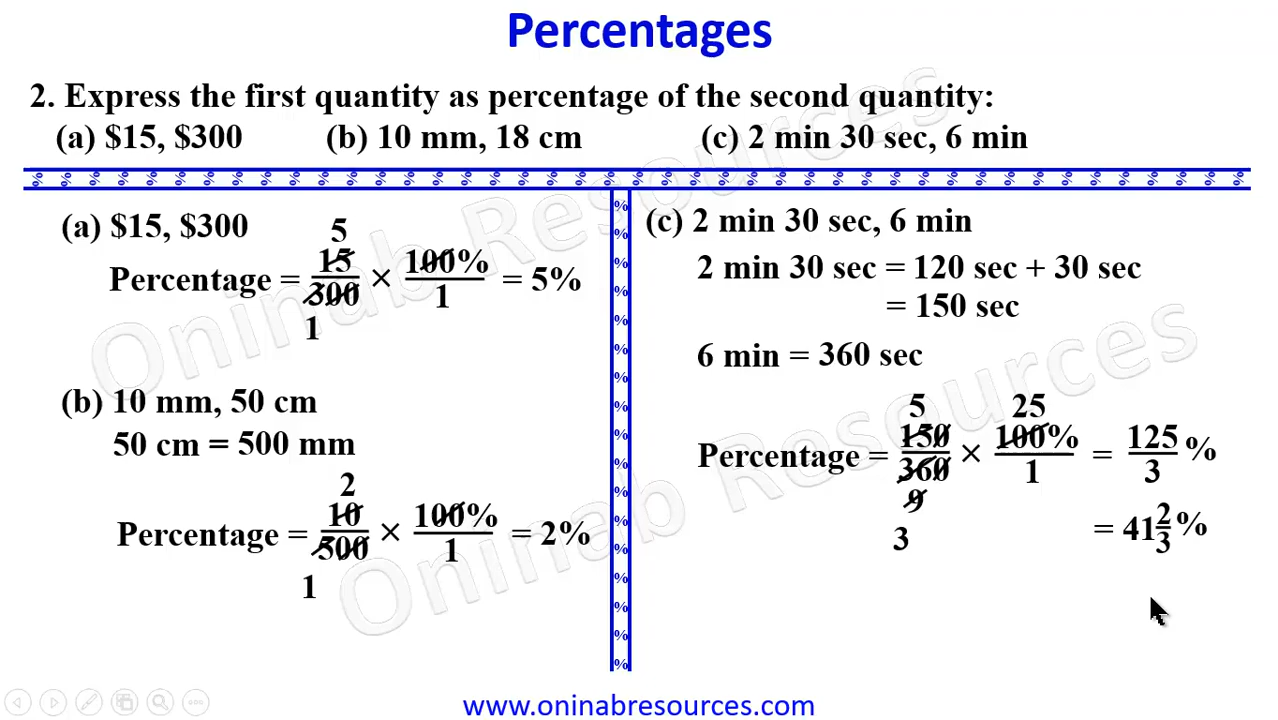 Percentages
2. Express the first quantity as percentage of the second quantity:
(a) $15, $300 (b) 10 mm, 18 cm (c) 2 min 30 sec, 6 min
(a) $15, $300
5
Percentage = 15/300 × 100%/1 = 5%
1
(b) 10 mm, 50 cm
50 cm = 500 mm
2
Percentage = 10/500 × 100%/1 = 2%
1
(c) 2 min 30 sec, 6 min
2 min 30 sec = 120 sec + 30 sec
= 150 sec
6 min = 360 sec
5 25
Percentage = 150/360 × 100%/1 = 125/3 %
9
3
= 41 2/3 %
Oninab Resources
Oninab Resources
www.oninabresources.com